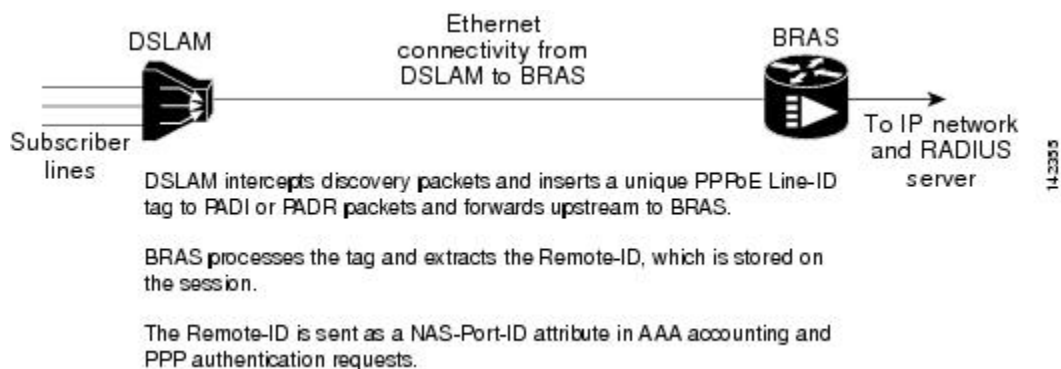 Ethernet
connectivity from
DSLAM to BRAS
DSLAM
BRAS
Subscriber
lines
To IP network
and RADIUS
server
142355
DSLAM intercepts discovery packets and inserts a unique PPPoE Line-ID
tag to PADI or PADR packets and forwards upstream to BRAS.
BRAS processes the tag and extracts the Remote-ID, which is stored on
the session.
The Remote-ID is sent as a NAS-Port-ID attribute in AAA accounting and
PPP authentication requests.